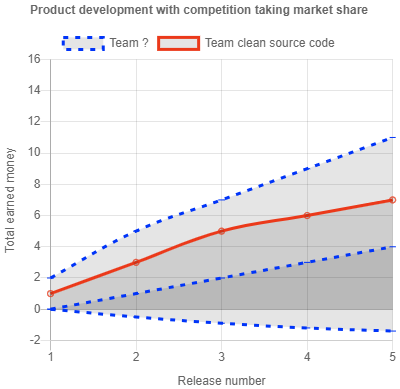 Product development with competition taking market share
Team ? Team clean source code
16
14
12
10
8
6
4
2
0
-2
Total earned money
1 2 3 4 5
Release number